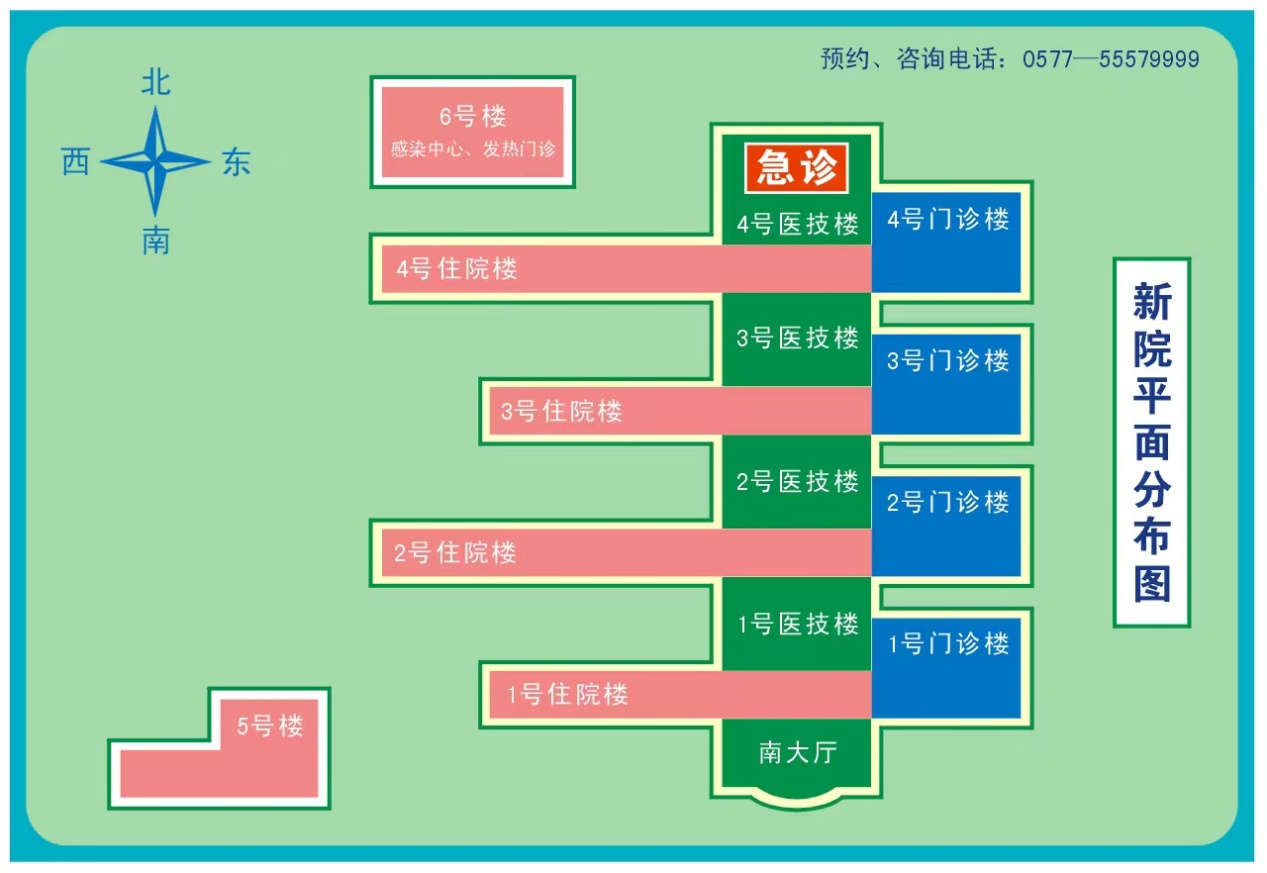 预约、咨询电话：0577—55579999
北
西
东
南
6号楼
感染中心、发热门诊
急诊
4号医技楼
4号门诊楼
4号住院楼
3号医技楼
3号门诊楼
3号住院楼
2号医技楼
2号门诊楼
2号住院楼
1号医技楼
1号门诊楼
1号住院楼
南大厅
5号楼
新院平面分布图